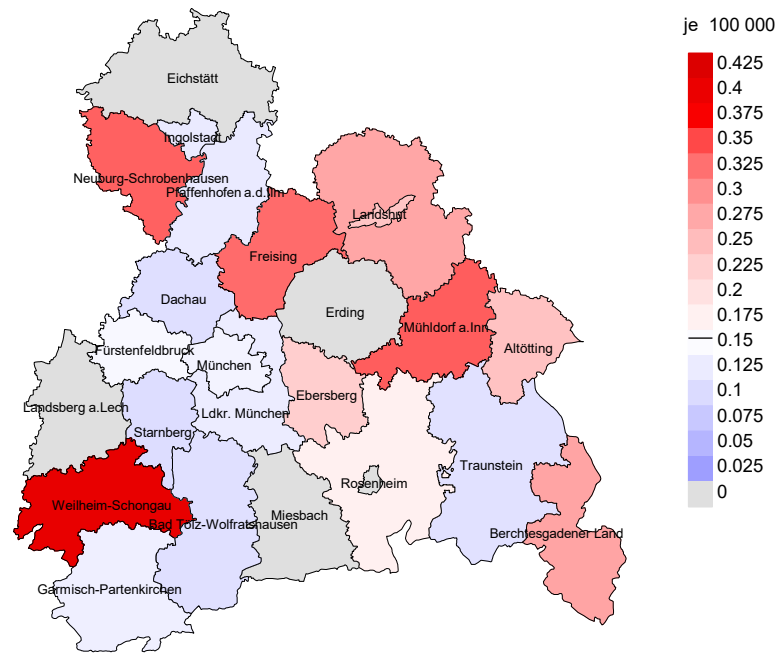 je 100 000
0.425
0.4
0.375
0.35
0.325
0.3
0.275
0.25
0.225
0.2
0.175
0.15
0.125
0.1
0.075
0.05
0.025
0
Eichstätt
Ingolstadt
Neuburg-Schrobenhausen
Pfaffenhofen a.d.Ilm
Landshut
Freising
Dachau
Erding
Mühldorf a.Inn
Altötting
Fürstenfeldbruck
München
Ebersberg
Landsberg a.Lech
Ldkr. München
Starnberg
Traunstein
Rosenheim
Weilheim-Schongau
Miesbach
Bad Tölz-Wolfratshausen
Berchtesgadener Land
Garmisch-Partenkirchen